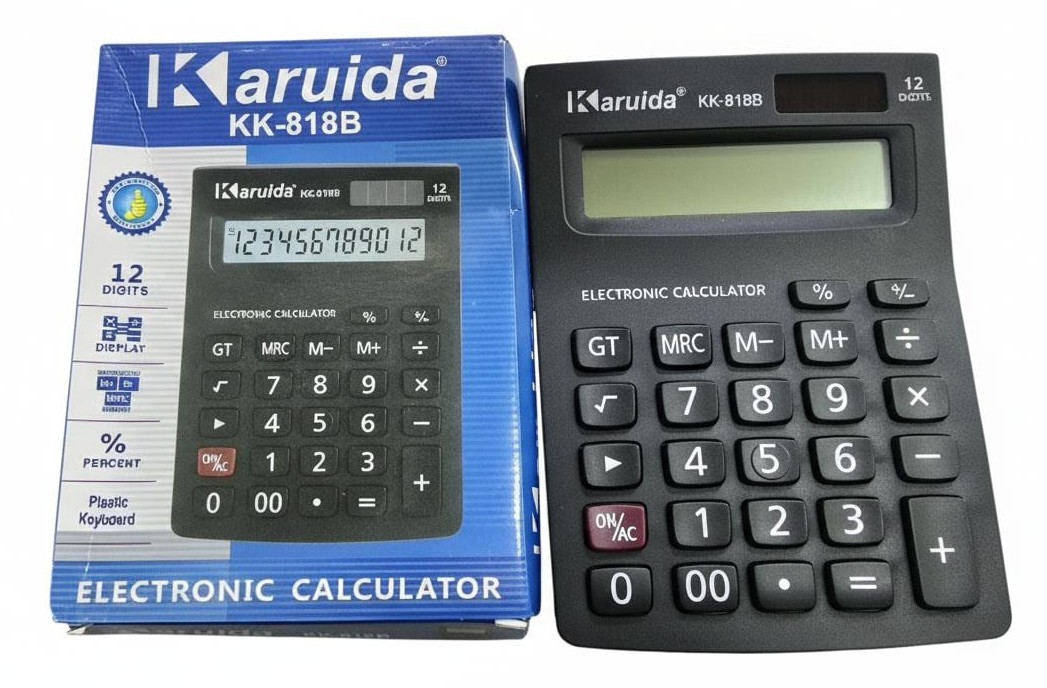 Karuida®
KK-818B
Karuida
12
12345678901 2
ELECTRONIC CALCULATOR
%
GT MRC M− M+ ÷
√ 7 8 9 ×
▶ 4 5 6 −
ON/AC 1 2 3 +
0 00 • =
12
DIGITS
%
PERCENT
Plastic
Keyboard
ELECTRONIC CALCULATOR
Karuida® KK-818B
12
DIGITS
ELECTRONIC CALCULATOR % +/−
GT MRC M− M+ ÷
√ 7 8 9 ×
▶ 4 5 6 −
ON/AC 1 2 3 +
0 00 • =